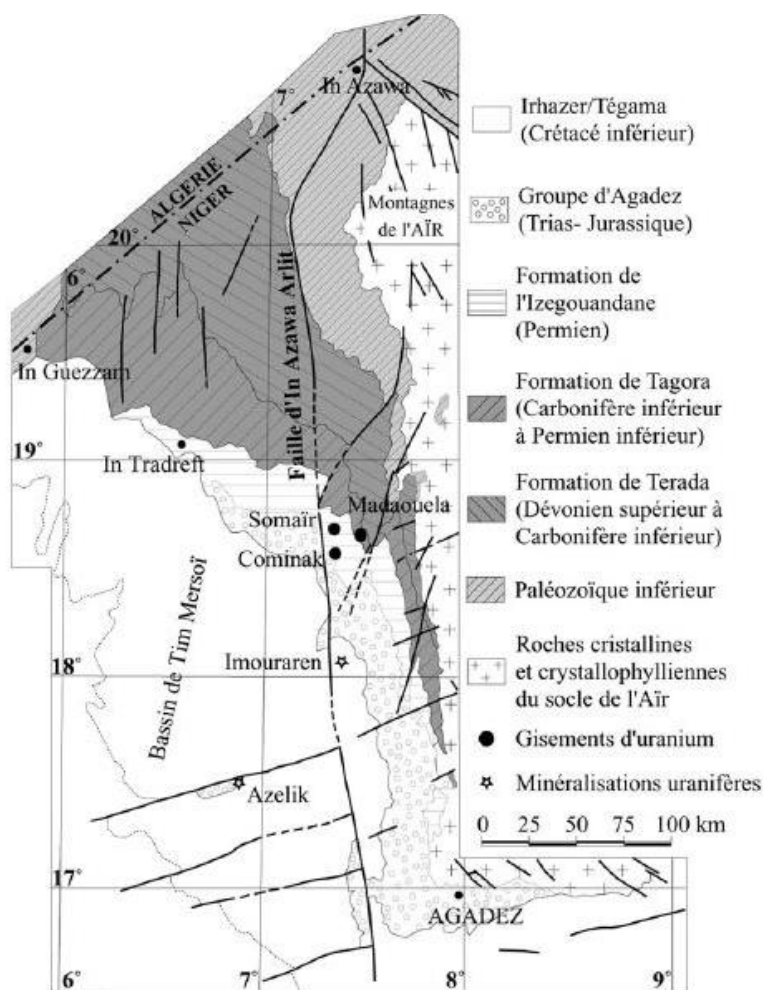 In Azawa
7°
ALGERIE
NIGER
Montagnes
de l'AÏR
20°
6°
Faille d'In Azawa Arlit
In Guezzam
19°
In Tradreft
Madaouela
Somaïr
Cominak
Bassin de Tim Mersoï
Imouraren
18°
Azelik
17°
AGADEZ
6°
7°
8°
9°
Irhazer/Tégama
(Crétacé inférieur)
Groupe d'Agadez
(Trias- Jurassique)
Formation de
l'Izegouandane
(Permien)
Formation de Tagora
(Carbonifère inférieur
à Permien inférieur)
Formation de Terada
(Dévonien supérieur à
Carbonifère inférieur)
Paléozoïque inférieur
Roches cristallines
et crystallophylliennes
du socle de l'Aïr
Gisements d'uranium
Minéralisations uranifères
0 25 50 75 100 km